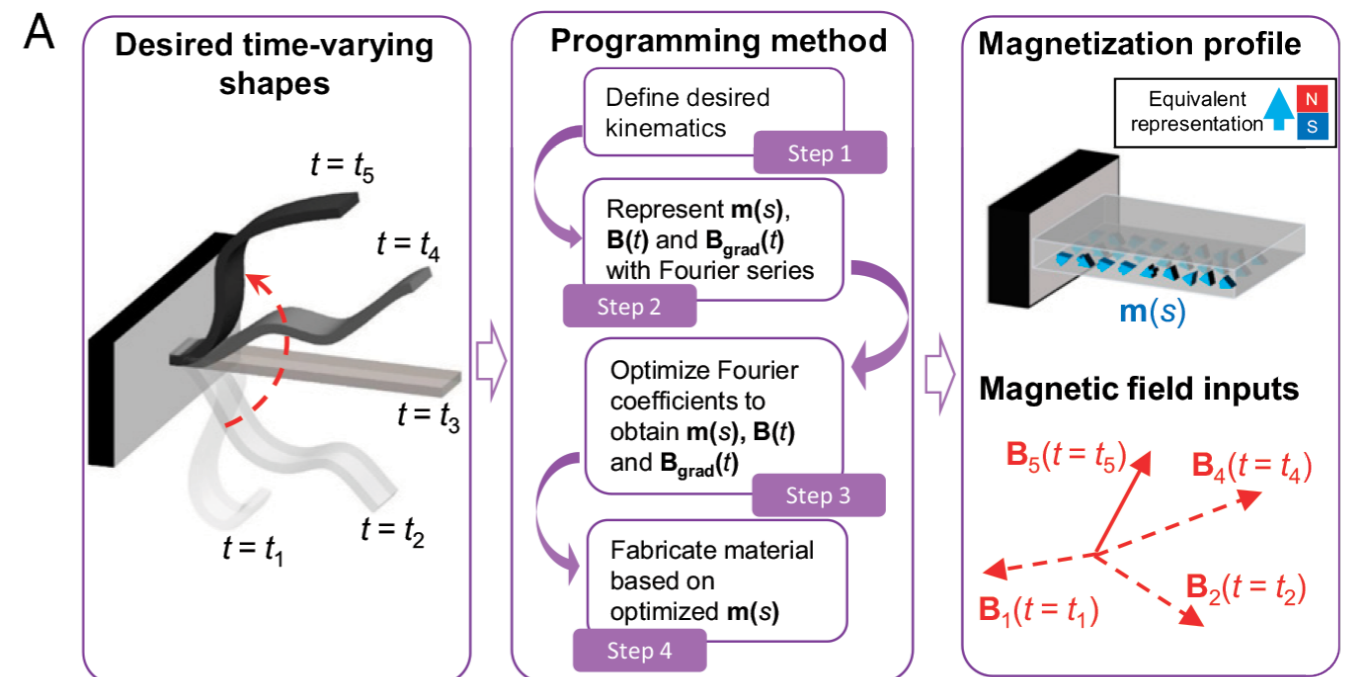 A
Desired time-varying
shapes
t = t₅
t = t₄
t = t₃
t = t₂
t = t₁
Programming method
Define desired
kinematics
Step 1
Represent m(s),
B(t) and B_grad(t)
with Fourier series
Step 2
Optimize Fourier
coefficients to
obtain m(s), B(t)
and B_grad(t)
Step 3
Fabricate material
based on
optimized m(s)
Step 4
Magnetization profile
Equivalent
representation
N
S
m(s)
Magnetic field inputs
B₅(t = t₅)
B₄(t = t₄)
B₂(t = t₂)
B₁(t = t₁)